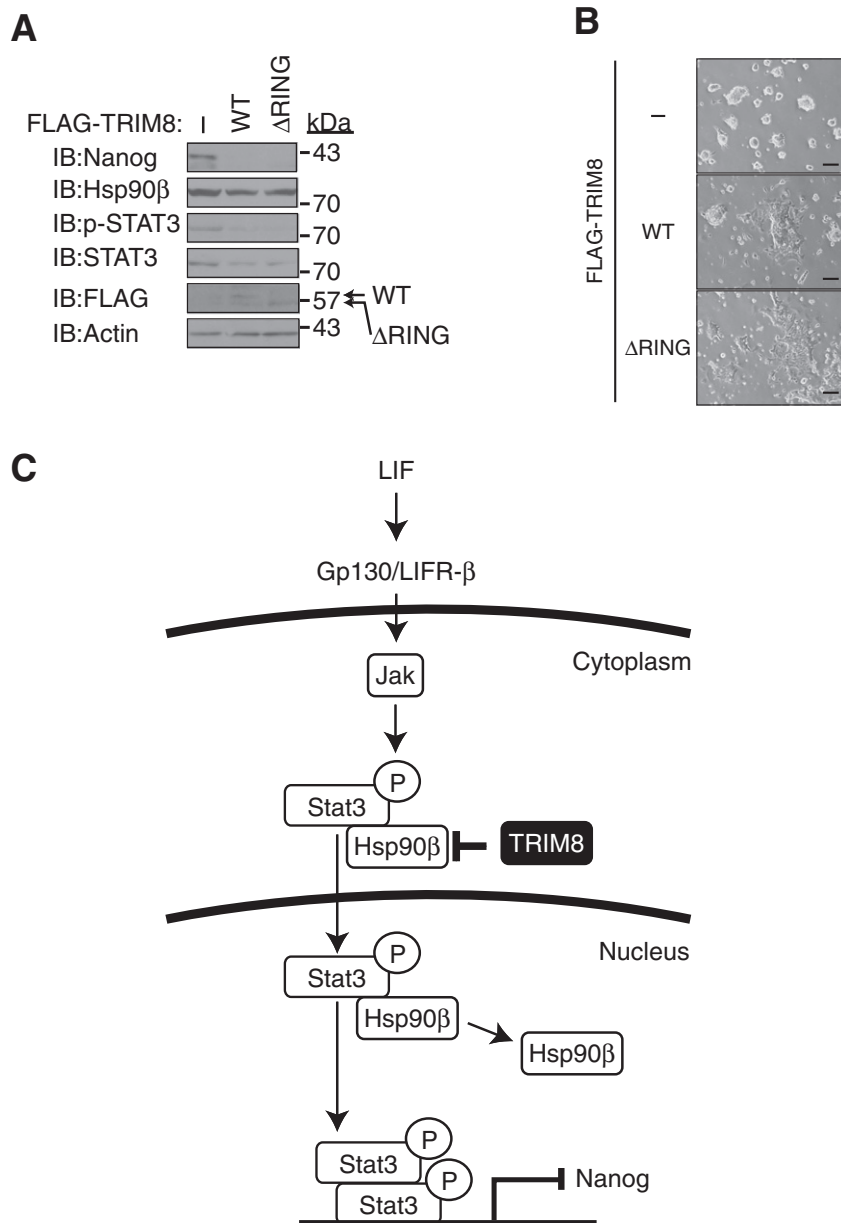 A
FLAG-TRIM8: – WT ΔRING kDa
IB:Nanog 43
IB:Hsp90β 70
IB:p-STAT3 70
IB:STAT3 70
IB:FLAG 57 WT
IB:Actin 43 ΔRING
B
FLAG-TRIM8
–
WT
ΔRING
C
LIF
Gp130/LIFR-β
Cytoplasm
Jak
P
Stat3
Hsp90β TRIM8
Nucleus
P
Stat3
Hsp90β
Hsp90β
P
Stat3
P
Stat3
Nanog